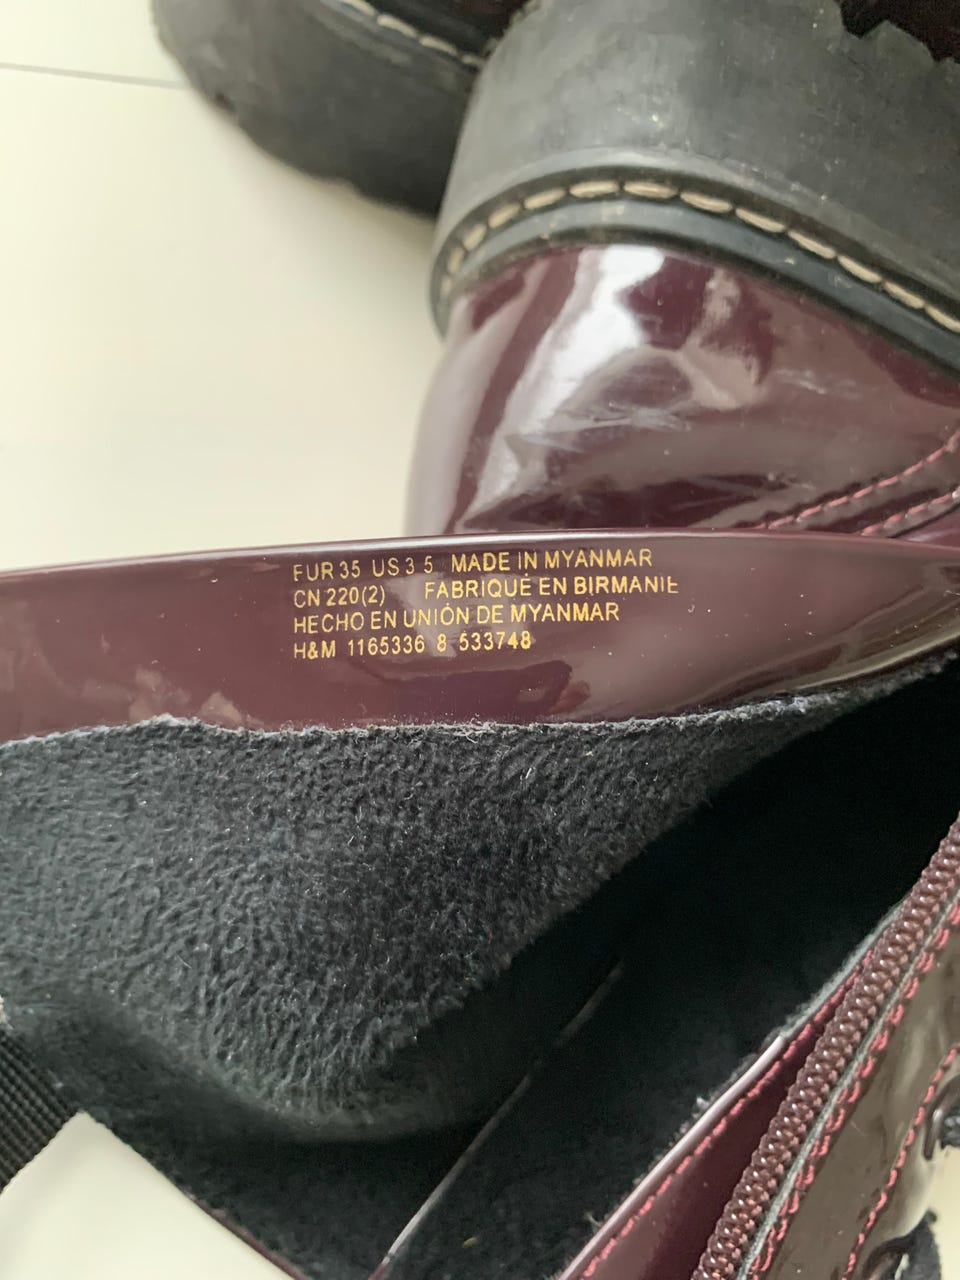 EUR 35 US 3 5 MADE IN MYANMAR
CN 220(2) FABRIQUÉ EN BIRMANIE
HECHO EN UNIÓN DE MYANMAR
H&M 1165336 8 533748